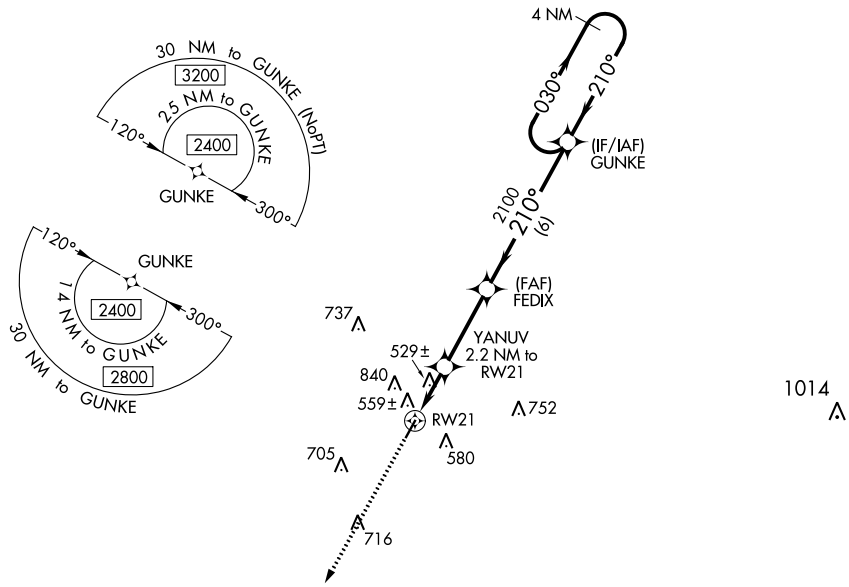 4 NM
030°
210°
(IF/IAF)
GUNKE
30 NM to GUNKE (NoPT)
3200
25 NM to GUNKE
2400
120°
300°
GUNKE
2100
210°
(6)
120°
GUNKE
14 NM to GUNKE
2400
300°
30 NM to GUNKE
2800
(FAF)
FEDIX
737
YANUV
2.2 NM to
RW21
529±
840
559±
752
1014
RW21
580
705
716